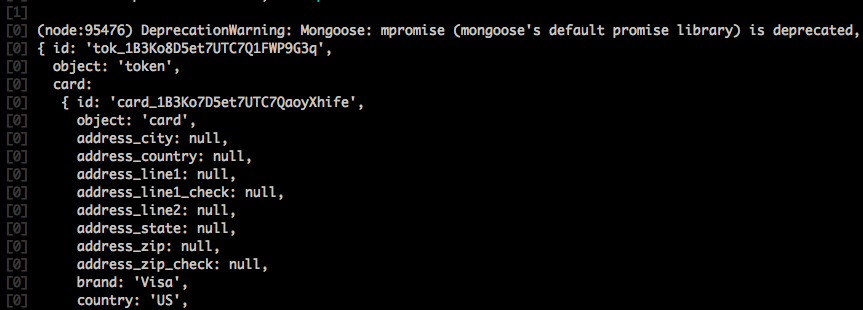 [1]
[0] (node:95476) DeprecationWarning: Mongoose: mpromise (mongoose's default promise library) is deprecated,
[0] { id: 'tok_1B3Ko8D5et7UTC7Q1FWP9G3q',
[0]   object: 'token',
[0]   card:
[0]    { id: 'card_1B3Ko7D5et7UTC7QaoyXhife',
[0]      object: 'card',
[0]      address_city: null,
[0]      address_country: null,
[0]      address_line1: null,
[0]      address_line1_check: null,
[0]      address_line2: null,
[0]      address_state: null,
[0]      address_zip: null,
[0]      address_zip_check: null,
[0]      brand: 'Visa',
[0]      country: 'US',